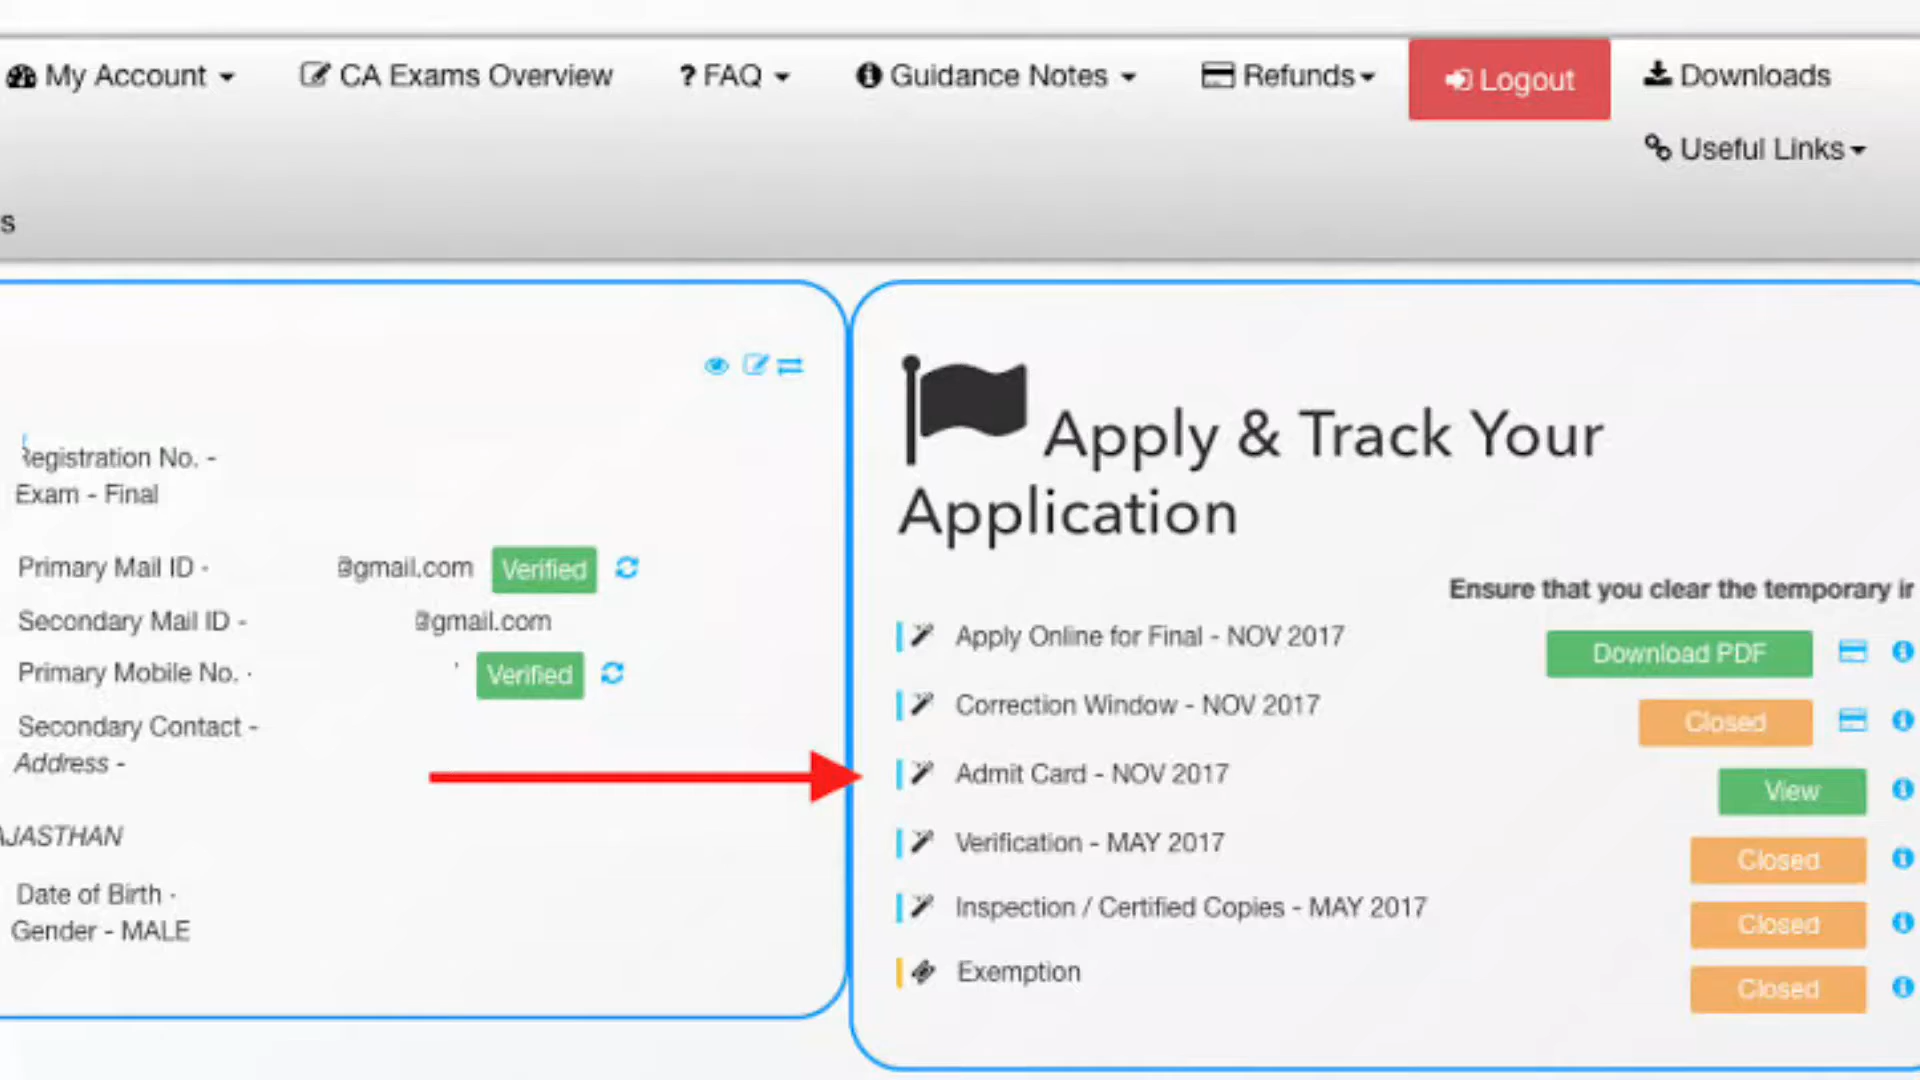 My Account
CA Exams Overview
? FAQ
Guidance Notes
Refunds
Logout
Downloads
Useful Links
s
Registration No. -
Exam - Final
Primary Mail ID - @gmail.com Verified
Secondary Mail ID - @gmail.com
Primary Mobile No. - Verified
Secondary Contact -
Address -
AJASTHAN
Date of Birth -
Gender - MALE
Apply & Track Your
Application
Ensure that you clear the temporary ir
Apply Online for Final - NOV 2017 Download PDF
Correction Window - NOV 2017 Closed
Admit Card - NOV 2017 View
Verification - MAY 2017 Closed
Inspection / Certified Copies - MAY 2017 Closed
Exemption Closed